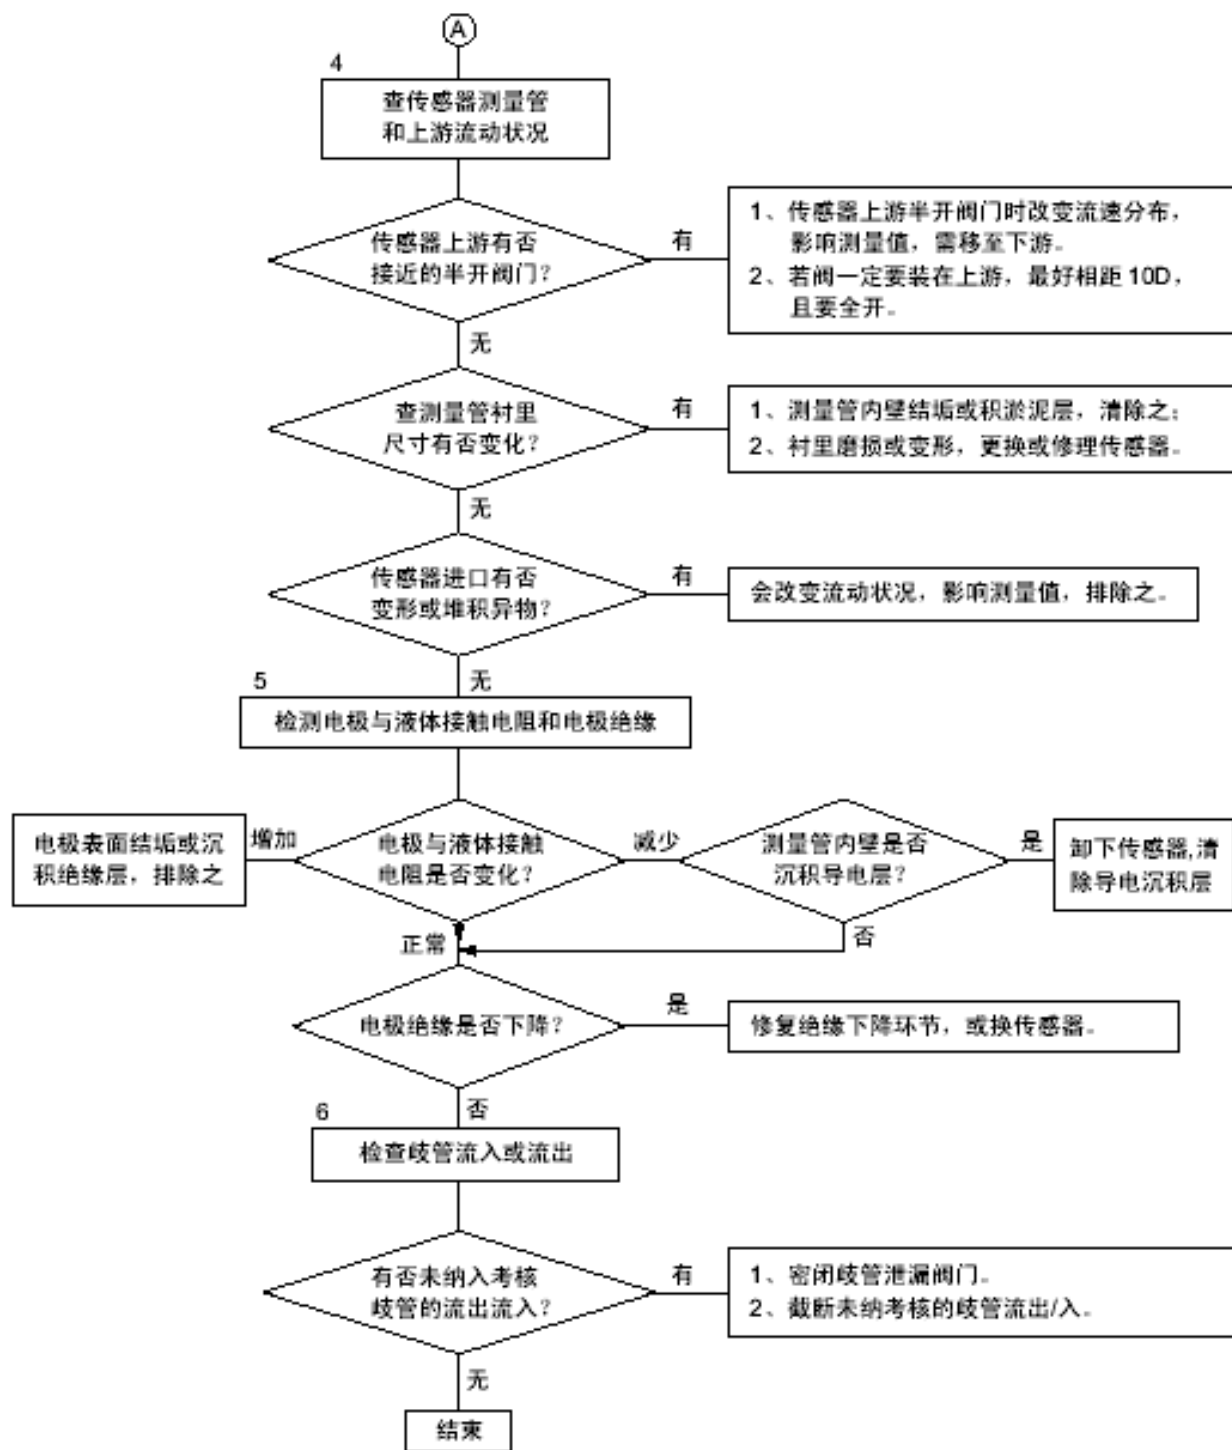 A
4
查传感器测量管
和上游流动状况
传感器上游有否
接近的半开阀门?
有
1、传感器上游半开阀门时改变流速分布,
影响测量值,需移至下游。
2、若阀一定要装在上游,最好相距 10D,
且要全开。
无
查测量管衬里
尺寸有否变化?
有
1、测量管内壁结垢或积淤泥层,清除之;
2、衬里磨损或变形,更换或修理传感器。
无
传感器进口有否
变形或堆积异物?
有
会改变流动状况,影响测量值,排除之。
无
5
检测电极与液体接触电阻和电极绝缘
电极表面结垢或沉
积绝缘层,排除之
增加
电极与液体接触
电阻是否变化?
减少
测量管内壁是否
沉积导电层?
是
卸下传感器,清
除导电沉积层
正常
否
电极绝缘是否下降?
是
修复绝缘下降环节,或换传感器。
否
6
检查歧管流入或流出
有否未纳入考核
歧管的流出流入?
有
1、密闭歧管泄漏阀门。
2、截断未纳考核的歧管流出/入。
无
结束